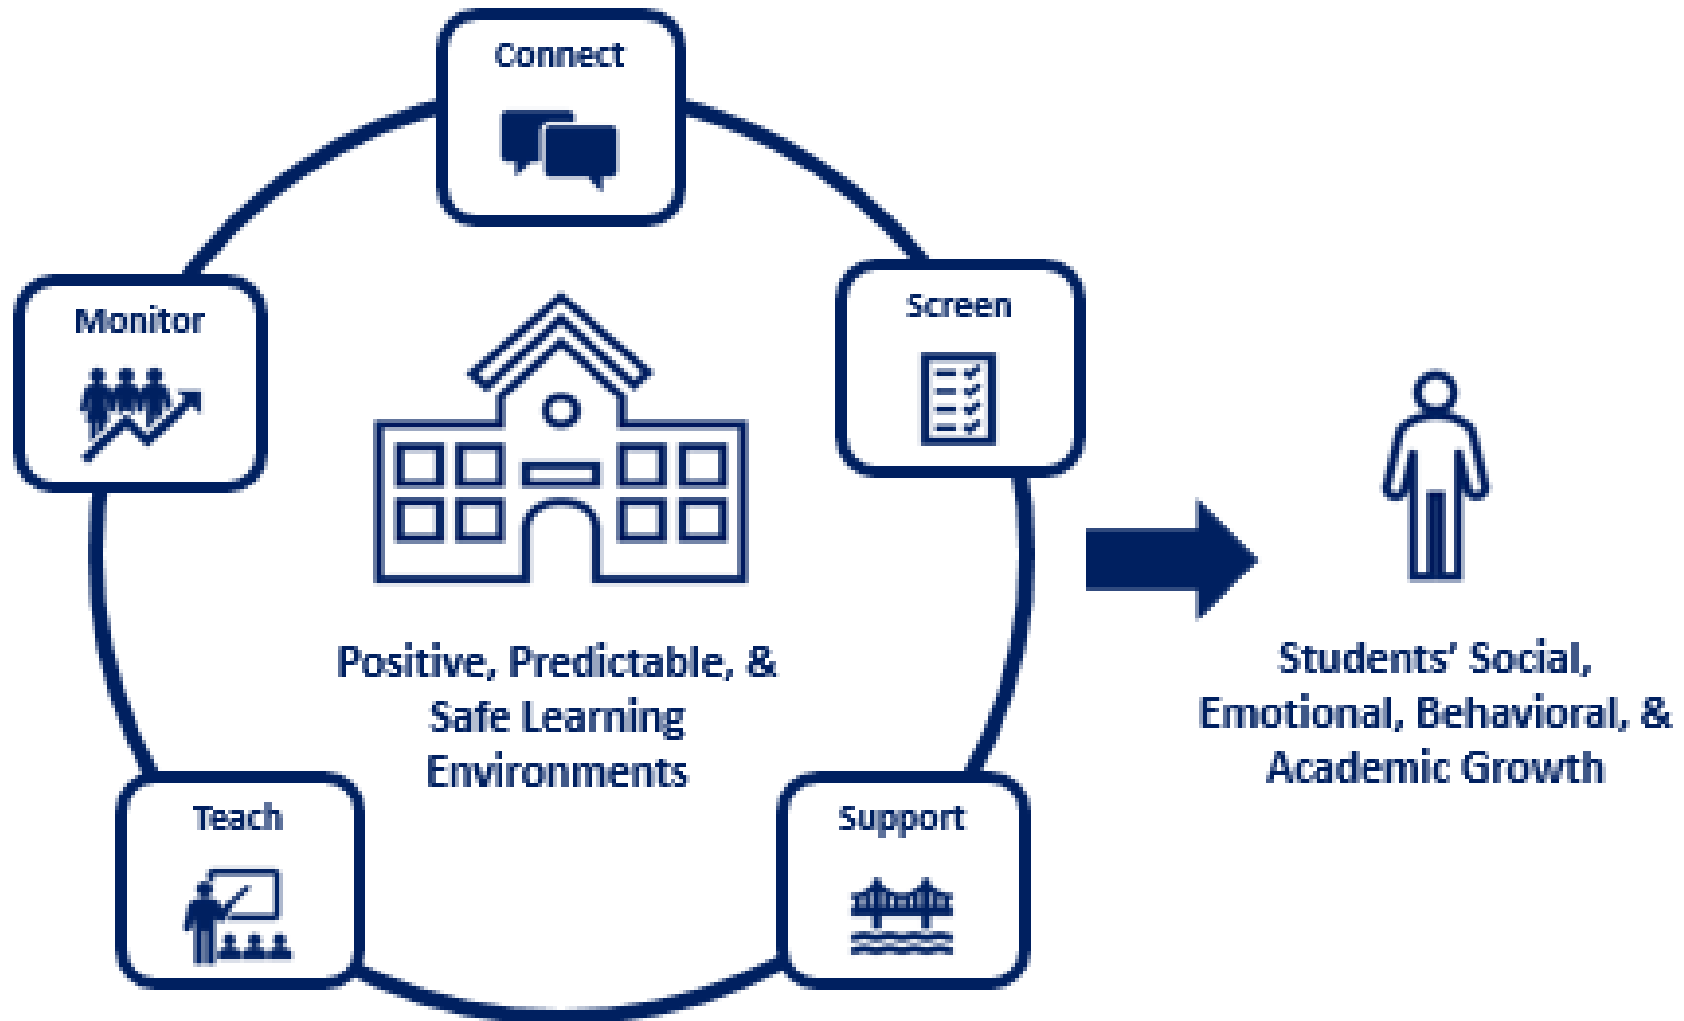 Connect
Screen
Monitor
Positive, Predictable, &
Safe Learning
Environments
Students' Social,
Emotional, Behavioral, &
Academic Growth
Teach
Support